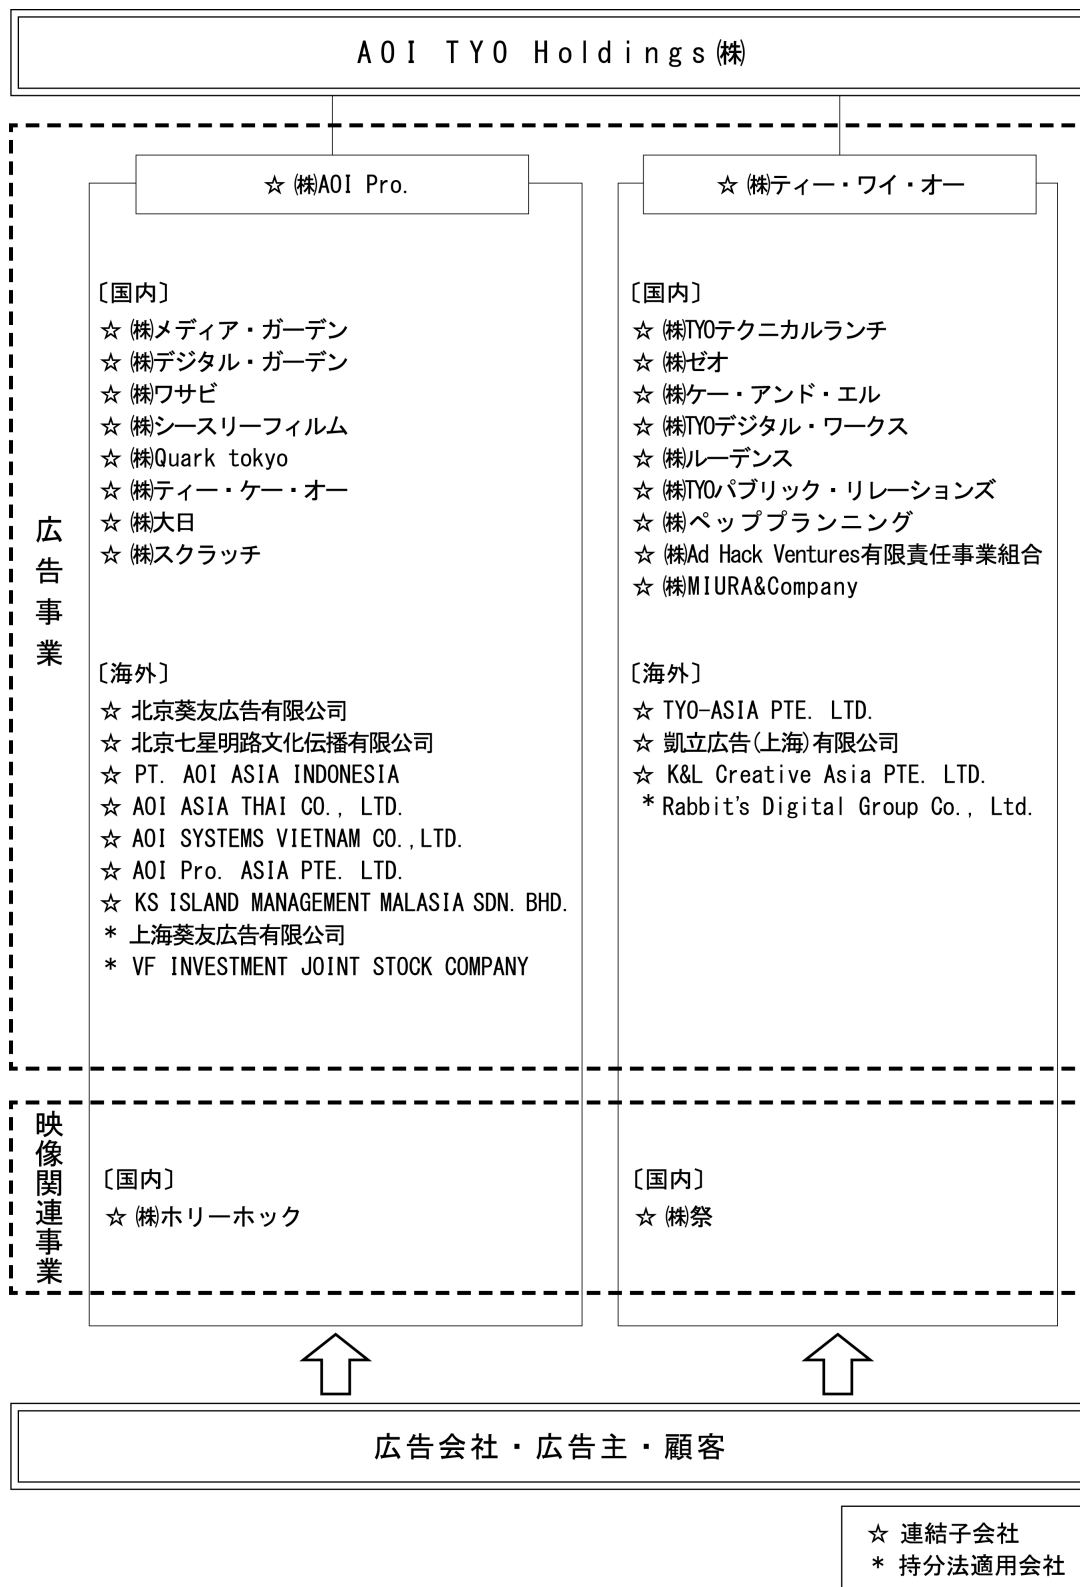 AOI TYO Holdings㈱
☆ ㈱AOI Pro.
〔国内〕
☆ ㈱メディア・ガーデン
☆ ㈱デジタル・ガーデン
☆ ㈱ワサビ
☆ ㈱シースリーフィルム
☆ ㈱Quark tokyo
☆ ㈱ティー・ケー・オー
☆ ㈱大日
☆ ㈱スクラッチ
〔海外〕
☆ 北京葵友広告有限公司
☆ 北京七星明路文化伝播有限公司
☆ PT. AOI ASIA INDONESIA
☆ AOI ASIA THAI CO., LTD.
☆ AOI SYSTEMS VIETNAM CO.,LTD.
☆ AOI Pro. ASIA PTE. LTD.
☆ KS ISLAND MANAGEMENT MALASIA SDN. BHD.
* 上海葵友広告有限公司
* VF INVESTMENT JOINT STOCK COMPANY
☆ ㈱ティー・ワイ・オー
〔国内〕
☆ ㈱TYOテクニカルランチ
☆ ㈱ゼオ
☆ ㈱ケー・アンド・エル
☆ ㈱TYOデジタル・ワークス
☆ ㈱ルーデンス
☆ ㈱TYOパブリック・リレーションズ
☆ ㈱ペッププランニング
☆ ㈱Ad Hack Ventures有限責任事業組合
☆ ㈱MIURA&Company
〔海外〕
☆ TYO-ASIA PTE. LTD.
☆ 凱立広告(上海)有限公司
☆ K&L Creative Asia PTE. LTD.
* Rabbit's Digital Group Co., Ltd.
広告事業
映像関連事業
〔国内〕
☆ ㈱ホリーホック
〔国内〕
☆ ㈱祭
広告会社・広告主・顧客
☆ 連結子会社
* 持分法適用会社